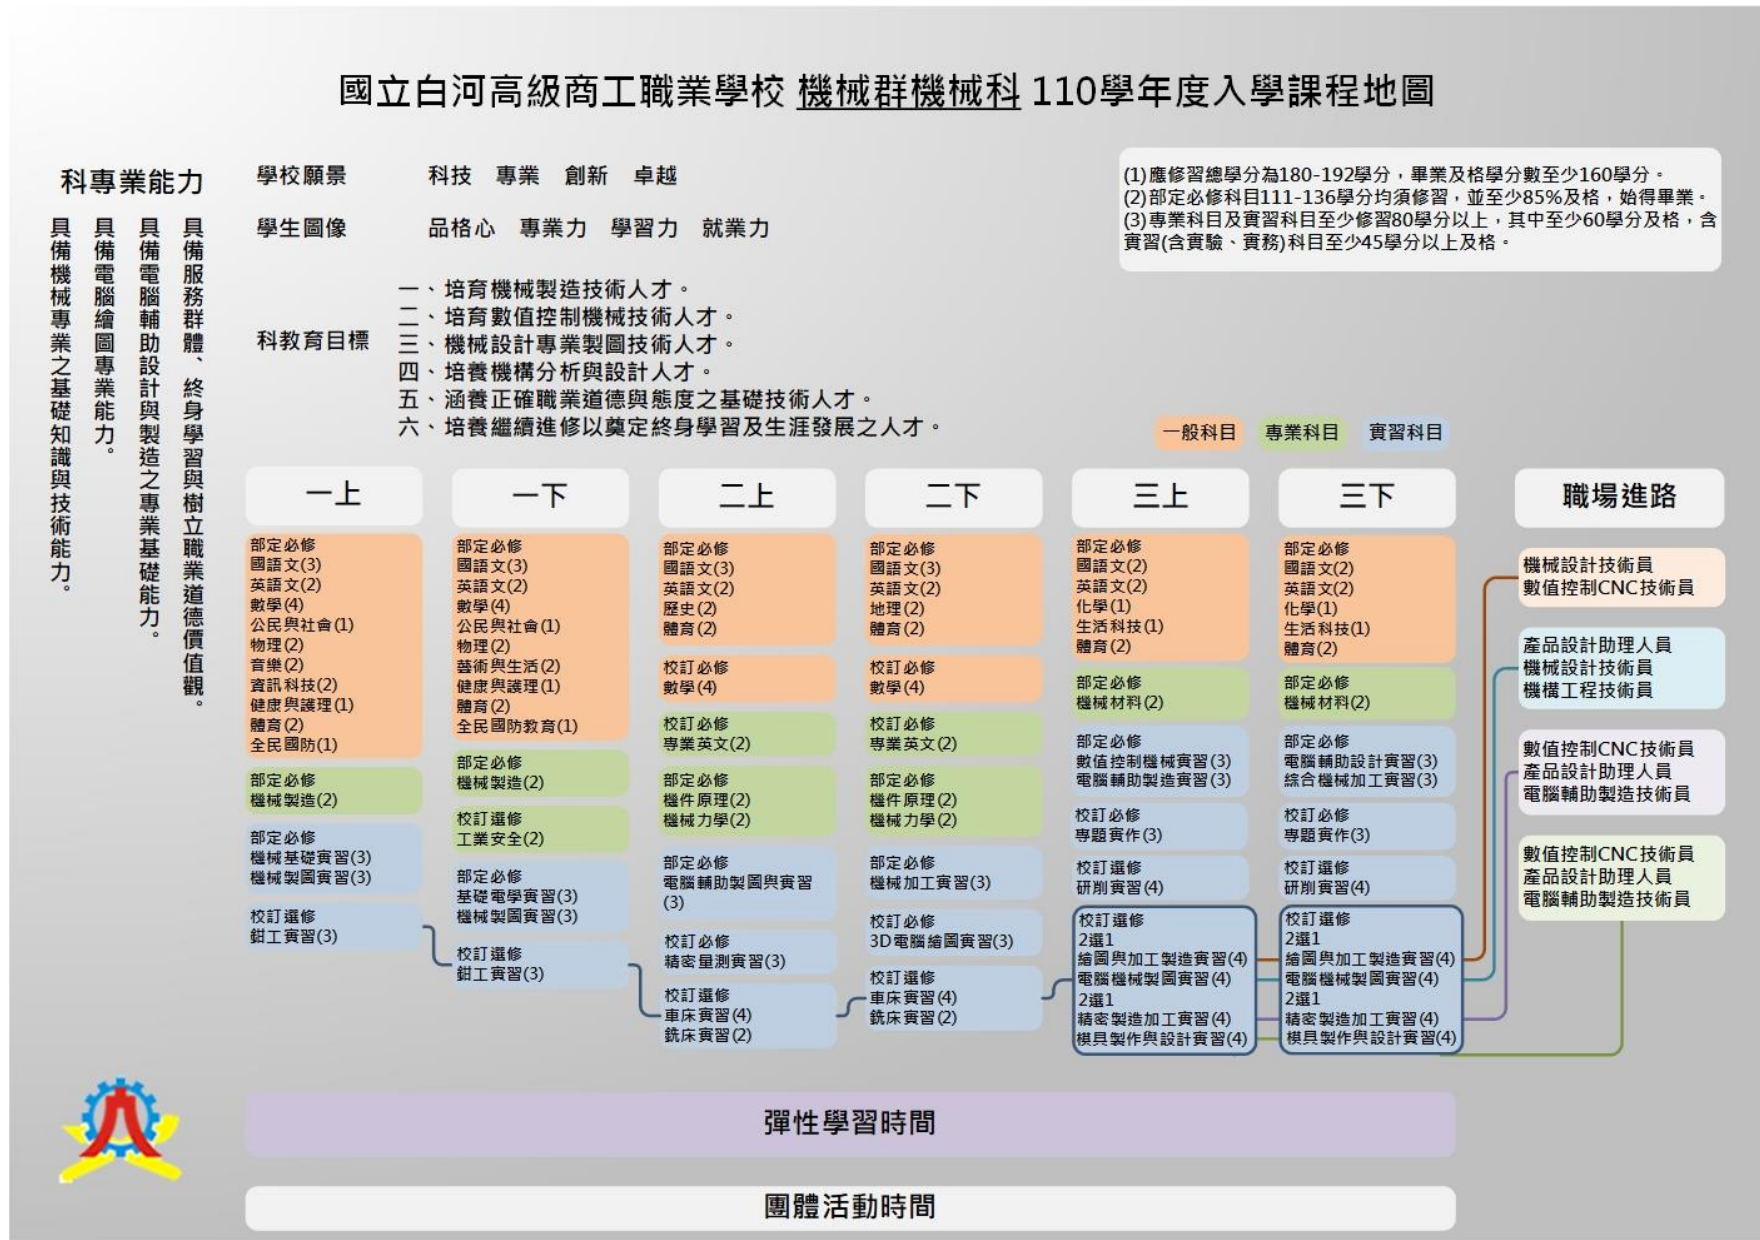 國立白河高級商工職業學校 機械群機械科 110學年度入學課程地圖
科專業能力
具備服務群體、終身學習與樹立職業道德價值觀。
具備電腦輔助設計與製造之專業基礎能力。
具備電腦繪圖專業能力。
具備機械專業之基礎知識與技術能力。
學校願景 科技 專業 創新 卓越
學生圖像 品格心 專業力 學習力 就業力
科教育目標
一、培育機械製造技術人才。
二、培育數值控制機械技術人才。
三、機械設計專業製圖技術人才。
四、培養機構分析與設計人才。
五、涵養正確職業道德與態度之基礎技術人才。
六、培養繼續進修以奠定終身學習及生涯發展之人才。
(1)應修習總學分為180-192學分，畢業及格學分數至少160學分。
(2)部定必修科目111-136學分均須修習，並至少85%及格，始得畢業。
(3)專業科目及實習科目至少修習80學分以上，其中至少60學分及格，含
實習(含實驗、實務)科目至少45學分以上及格。
一般科目 專業科目 實習科目
一上
部定必修
國語文(3)
英語文(2)
數學(4)
公民與社會(1)
物理(2)
音樂(2)
資訊科技(2)
健康與護理(1)
體育(2)
全民國防(1)
部定必修
機械製造(2)
部定必修
機械基礎實習(3)
機械製圖實習(3)
校訂選修
鉗工實習(3)
一下
部定必修
國語文(3)
英語文(2)
數學(4)
公民與社會(1)
物理(2)
藝術與生活(2)
健康與護理(1)
體育(2)
全民國防教育(1)
部定必修
機械製造(2)
校訂選修
工業安全(2)
部定必修
基礎電學實習(3)
機械製圖實習(3)
校訂選修
鉗工實習(3)
二上
部定必修
國語文(3)
英語文(2)
歷史(2)
體育(2)
校訂必修
數學(4)
校訂必修
專業英文(2)
部定必修
機件原理(2)
機械力學(2)
部定必修
電腦輔助製圖與實習
(3)
校訂必修
精密量測實習(3)
校訂選修
車床實習(4)
銑床實習(2)
二下
部定必修
國語文(3)
英語文(2)
地理(2)
體育(2)
校訂必修
數學(4)
校訂必修
專業英文(2)
部定必修
機件原理(2)
機械力學(2)
部定必修
機械加工實習(3)
校訂必修
3D電腦繪圖實習(3)
校訂選修
車床實習(4)
銑床實習(2)
三上
部定必修
國語文(2)
英語文(2)
化學(1)
生活科技(1)
體育(2)
部定必修
機械材料(2)
部定必修
數值控制機械實習(3)
電腦輔助製造實習(3)
校訂必修
專題實作(3)
校訂選修
研削實習(4)
校訂選修
2選1
繪圖與加工製造實習(4)
電腦機械製圖實習(4)
2選1
精密製造加工實習(4)
模具製作與設計實習(4)
三下
部定必修
國語文(2)
英語文(2)
化學(1)
生活科技(1)
體育(2)
部定必修
機械材料(2)
部定必修
電腦輔助設計實習(3)
綜合機械加工實習(3)
校訂必修
專題實作(3)
校訂選修
研削實習(4)
校訂選修
2選1
繪圖與加工製造實習(4)
電腦機械製圖實習(4)
2選1
精密製造加工實習(4)
模具製作與設計實習(4)
職場進路
機械設計技術員
數值控制CNC技術員
產品設計助理人員
機械設計技術員
機構工程技術員
數值控制CNC技術員
產品設計助理人員
電腦輔助製造技術員
數值控制CNC技術員
產品設計助理人員
電腦輔助製造技術員
彈性學習時間
團體活動時間